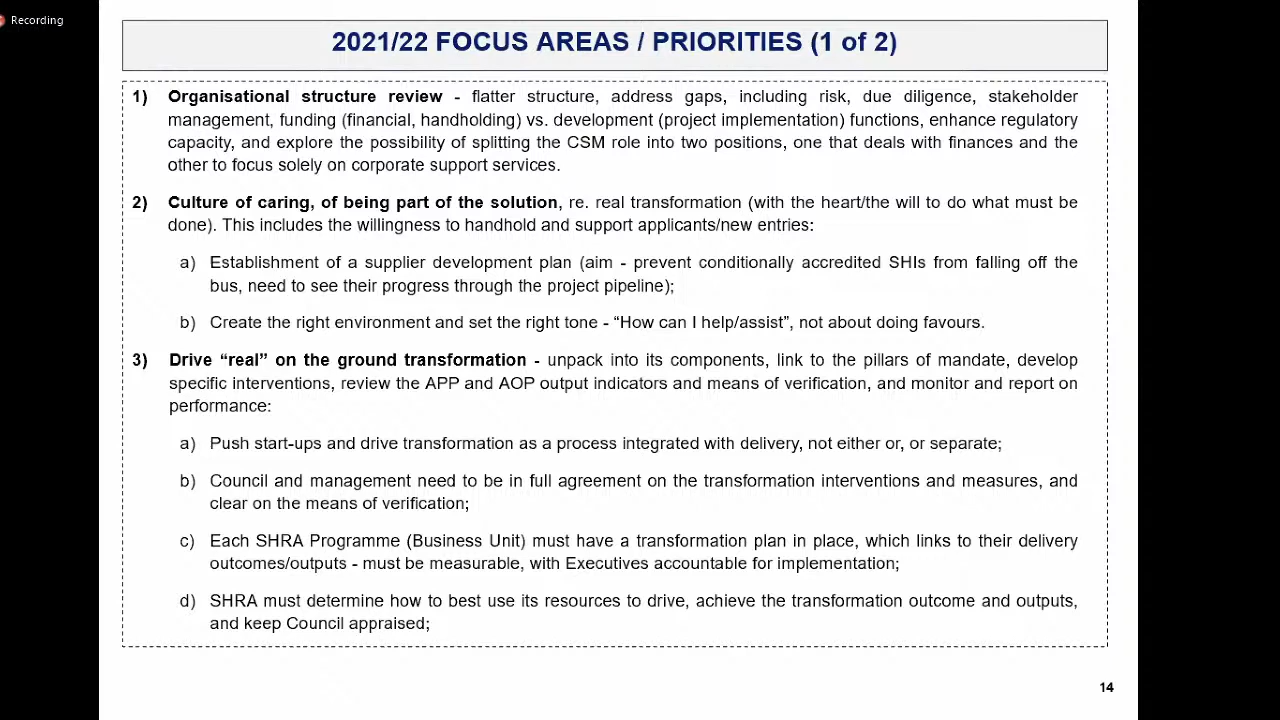 Recording
2021/22 FOCUS AREAS / PRIORITIES (1 of 2)
1) Organisational structure review - flatter structure, address gaps, including risk, due diligence, stakeholder
management, funding (financial, handholding) vs. development (project implementation) functions, enhance regulatory
capacity, and explore the possibility of splitting the CSM role into two positions, one that deals with finances and the
other to focus solely on corporate support services.
2) Culture of caring, of being part of the solution, re. real transformation (with the heart/the will to do what must be
done). This includes the willingness to handhold and support applicants/new entries:
a) Establishment of a supplier development plan (aim - prevent conditionally accredited SHIs from falling off the
bus, need to see their progress through the project pipeline);
b) Create the right environment and set the right tone - “How can I help/assist”, not about doing favours.
3) Drive “real” on the ground transformation - unpack into its components, link to the pillars of mandate, develop
specific interventions, review the APP and AOP output indicators and means of verification, and monitor and report on
performance:
a) Push start-ups and drive transformation as a process integrated with delivery, not either or, or separate;
b) Council and management need to be in full agreement on the transformation interventions and measures, and
clear on the means of verification;
c) Each SHRA Programme (Business Unit) must have a transformation plan in place, which links to their delivery
outcomes/outputs - must be measurable, with Executives accountable for implementation;
d) SHRA must determine how to best use its resources to drive, achieve the transformation outcome and outputs,
and keep Council appraised;
14